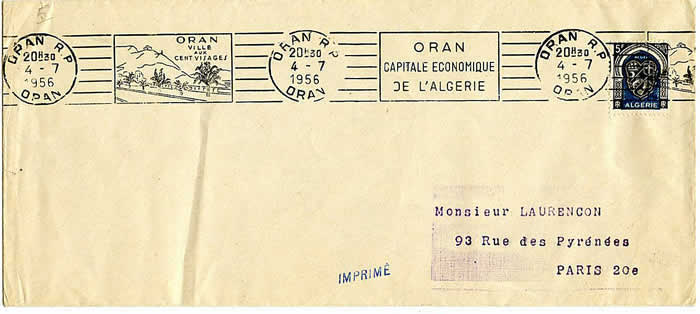 5
ORAN R.P
20H30
4 - 7
1956
ORAN
ORAN
VILLE
AUX
CENT VISAGES
ORAN R.P
20H30
4 - 7
1956
ORAN
ORAN
CAPITALE ECONOMIQUE
DE L'ALGERIE
ORAN R.P
20H30
4 - 7
1956
ORAN
5F
ALGERIE
Monsieur LAURENCON
93 Rue des Pyrénées
PARIS 20e
IMPRIMÉ